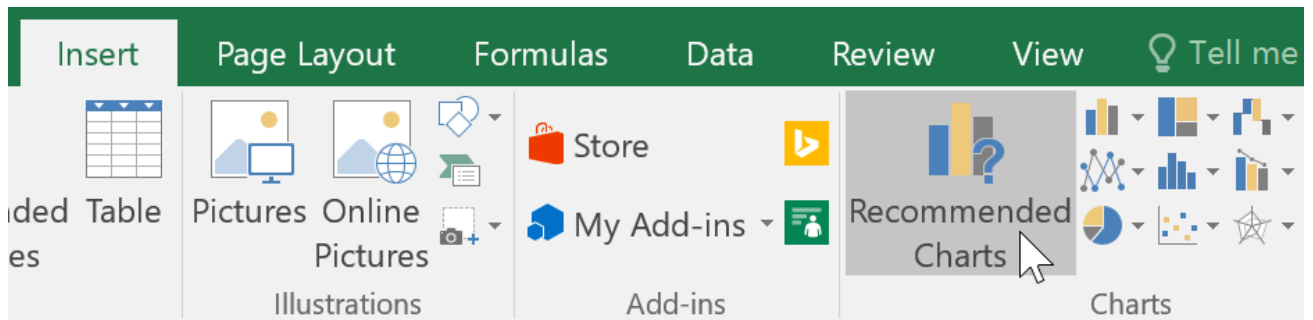 Insert Page Layout Formulas Data Review View Tell me
Store
ded Table Pictures Online My Add-ins Recommended
es Pictures Charts
Illustrations Add-ins Charts